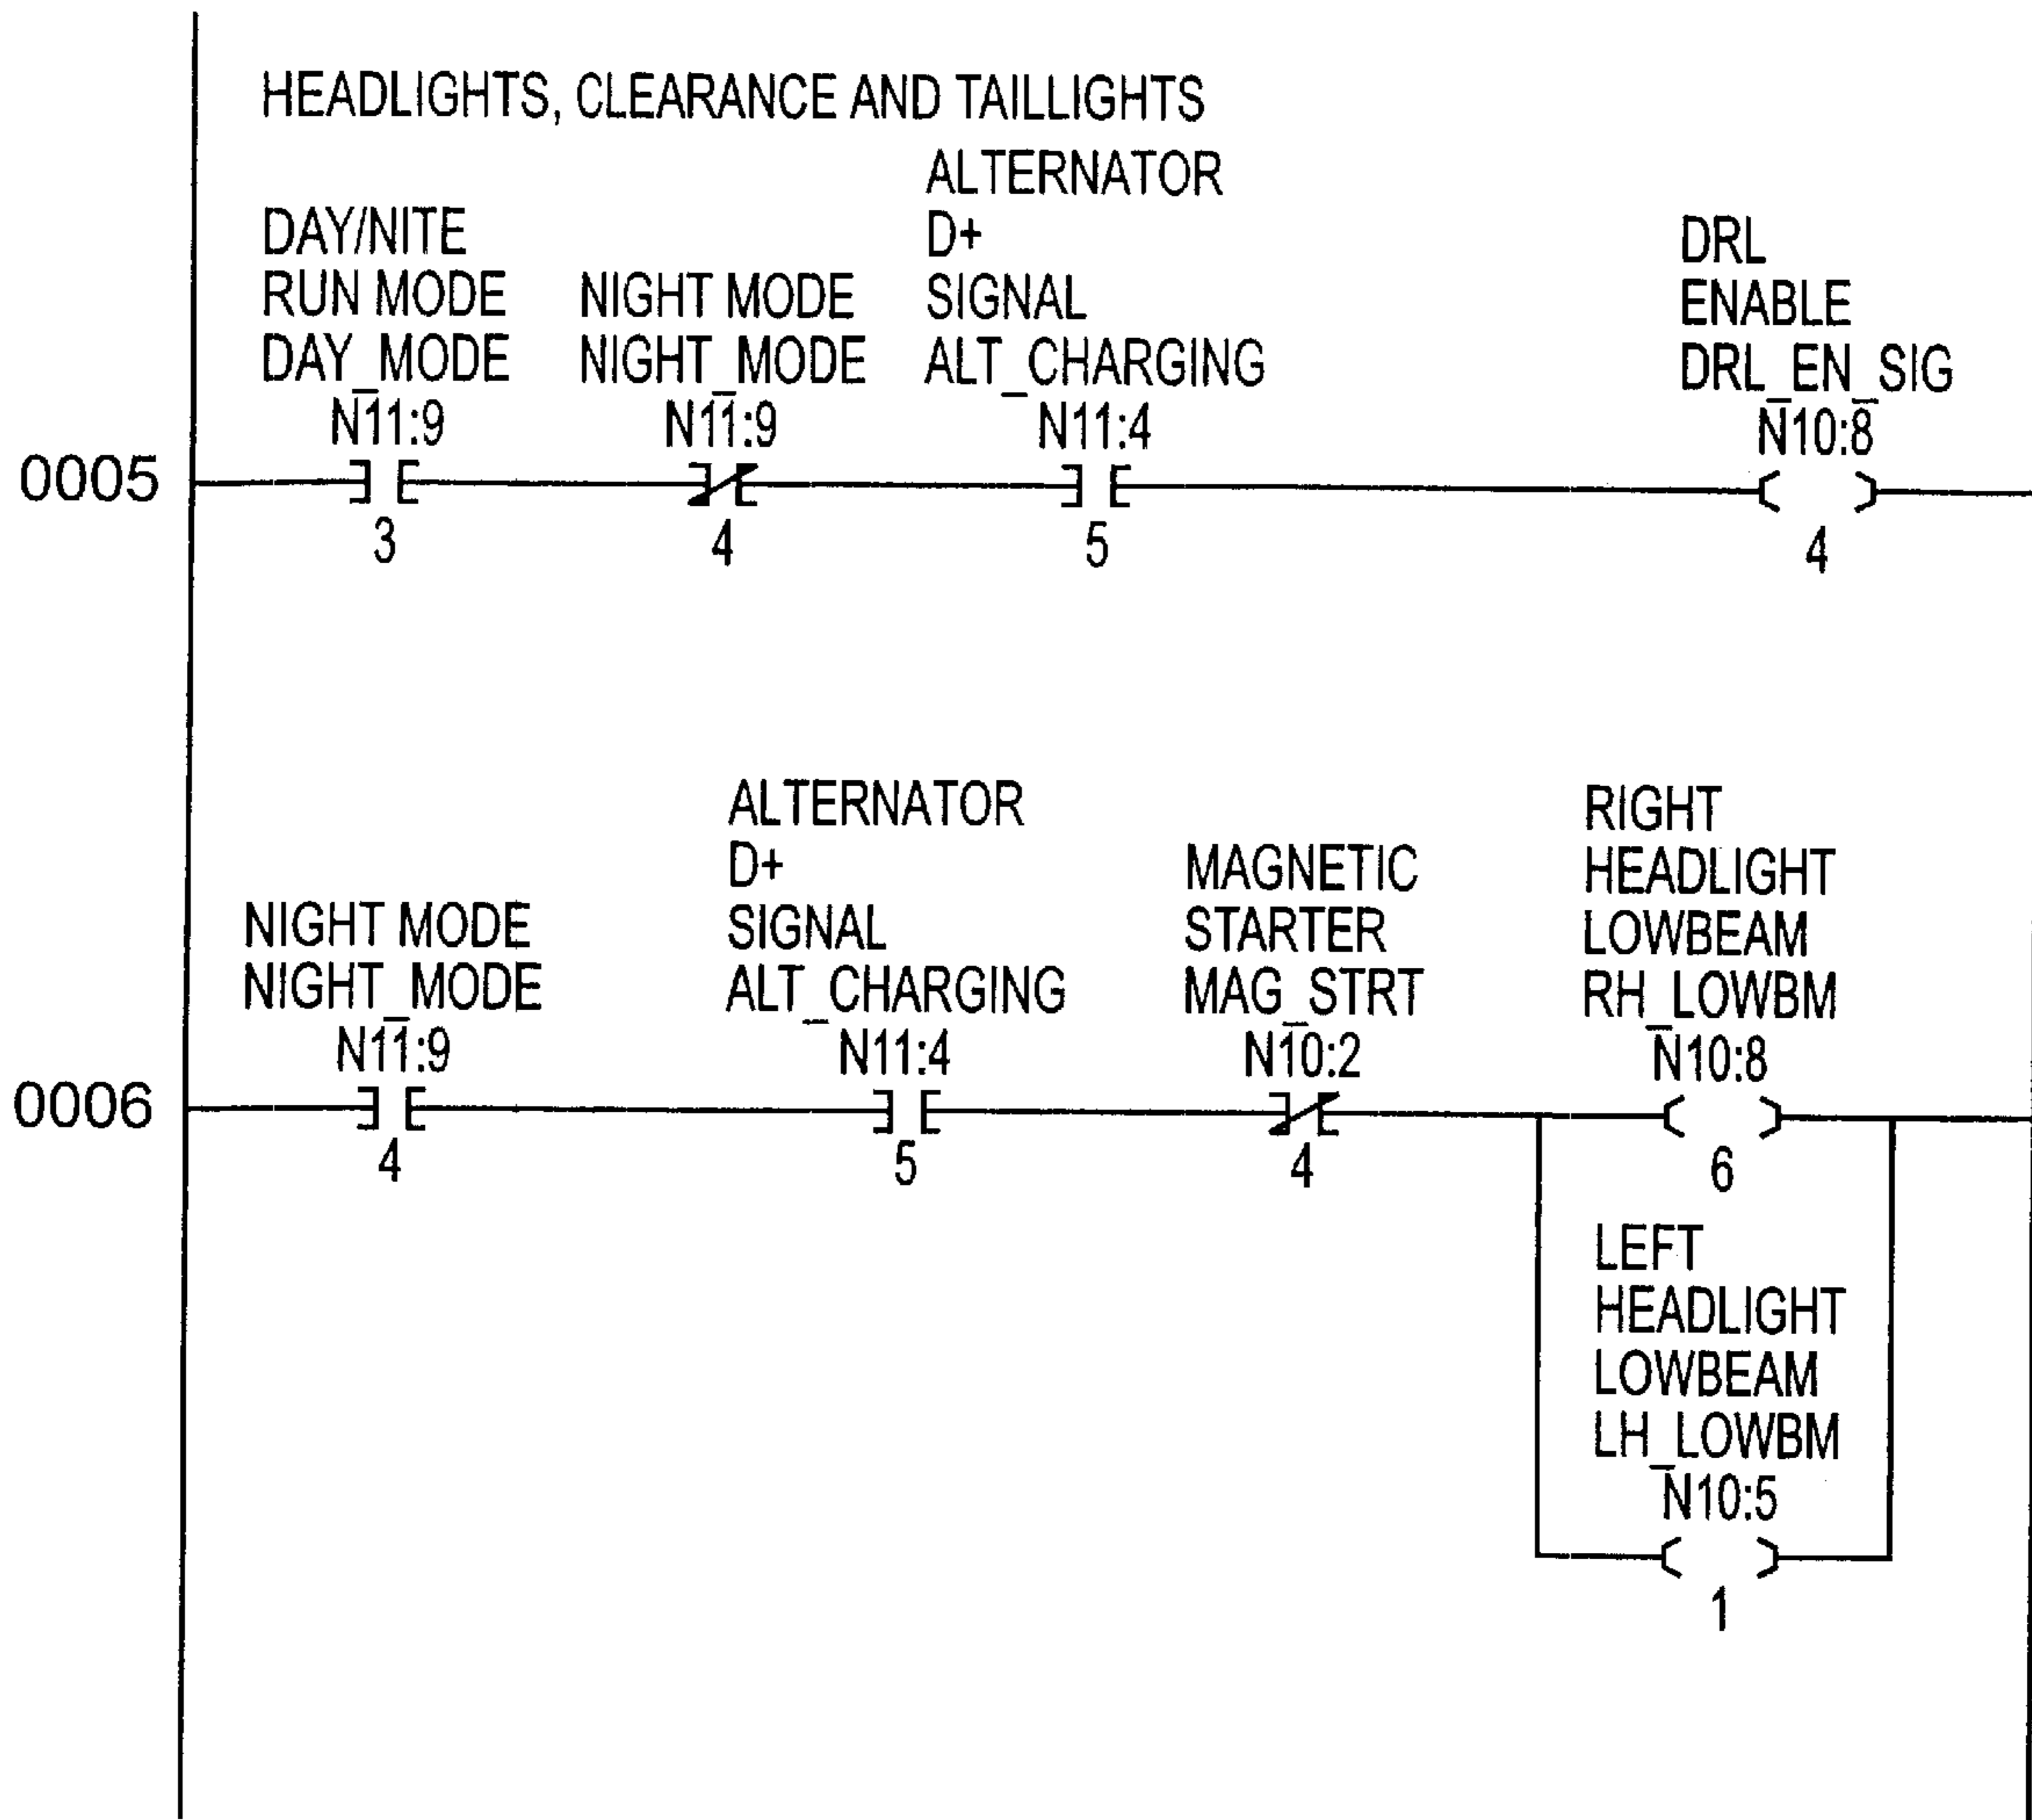 HEADLIGHTS, CLEARANCE AND TAILLIGHTS
DAY/NITE
RUN MODE
DAY_MODE
N11:9
3
NIGHT MODE
NIGHT_MODE
N11:9
4
ALTERNATOR
D+
SIGNAL
ALT_CHARGING
N11:4
5
DRL
ENABLE
DRL_EN_SIG
N10:8
4
0005
NIGHT MODE
NIGHT_MODE
N11:9
4
ALTERNATOR
D+
SIGNAL
ALT_CHARGING
N11:4
5
MAGNETIC
STARTER
MAG_STRT
N10:2
4
RIGHT
HEADLIGHT
LOWBEAM
RH_LOWBM
N10:8
6
0006
LEFT
HEADLIGHT
LOWBEAM
LH_LOWBM
N10:5
1